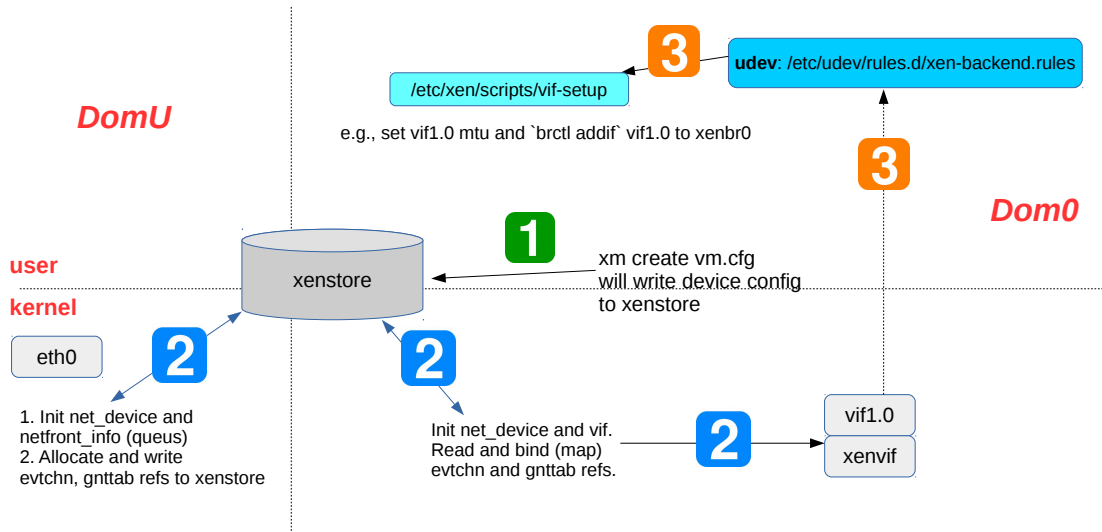 3
udev: /etc/udev/rules.d/xen-backend.rules
/etc/xen/scripts/vif-setup
DomU
e.g., set vif1.0 mtu and `brctl addif` vif1.0 to xenbr0
3
Dom0
1
user
xenstore
xm create vm.cfg
will write device config
to xenstore
kernel
eth0
2
2
1. Init net_device and
netfront_info (queus)
2. Allocate and write
evtchn, gnttab refs to xenstore
Init net_device and vif.
Read and bind (map)
evtchn and gnttab refs.
2
vif1.0
xenvif